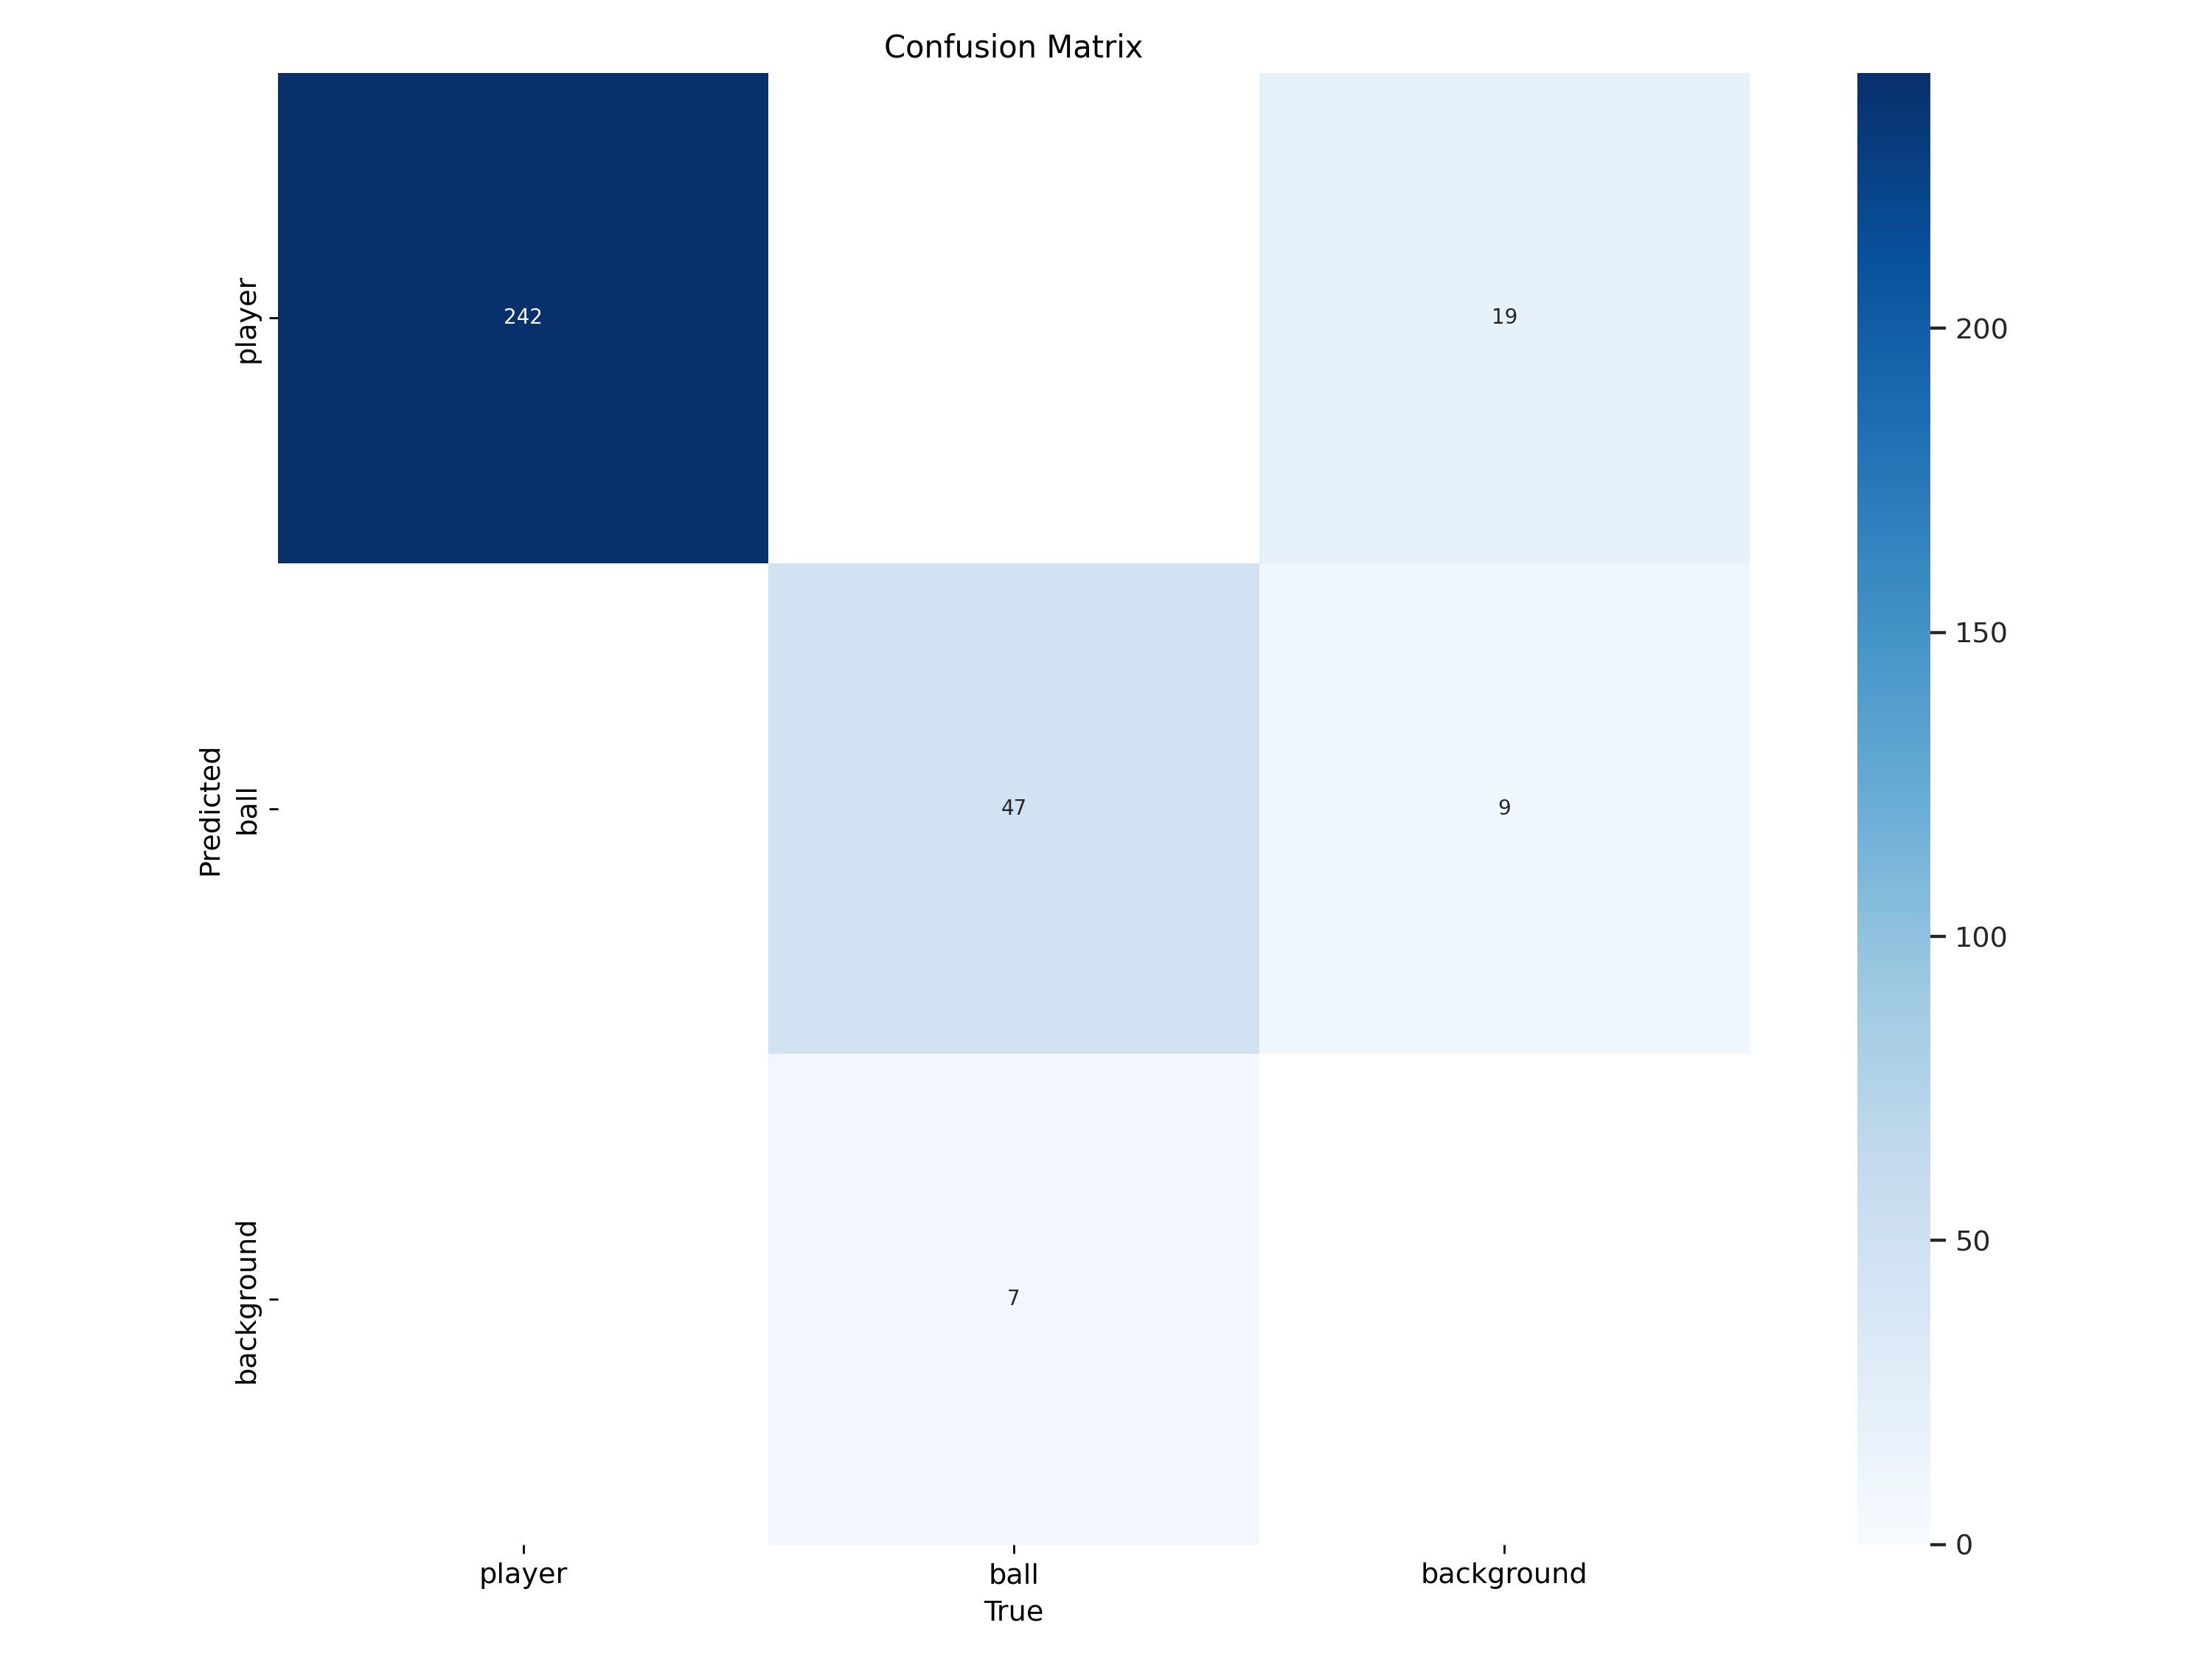 Confusion Matrix
player
242
19
200
150
Predicted
ball
47
9
100
50
background
7
0
player
ball
background
True